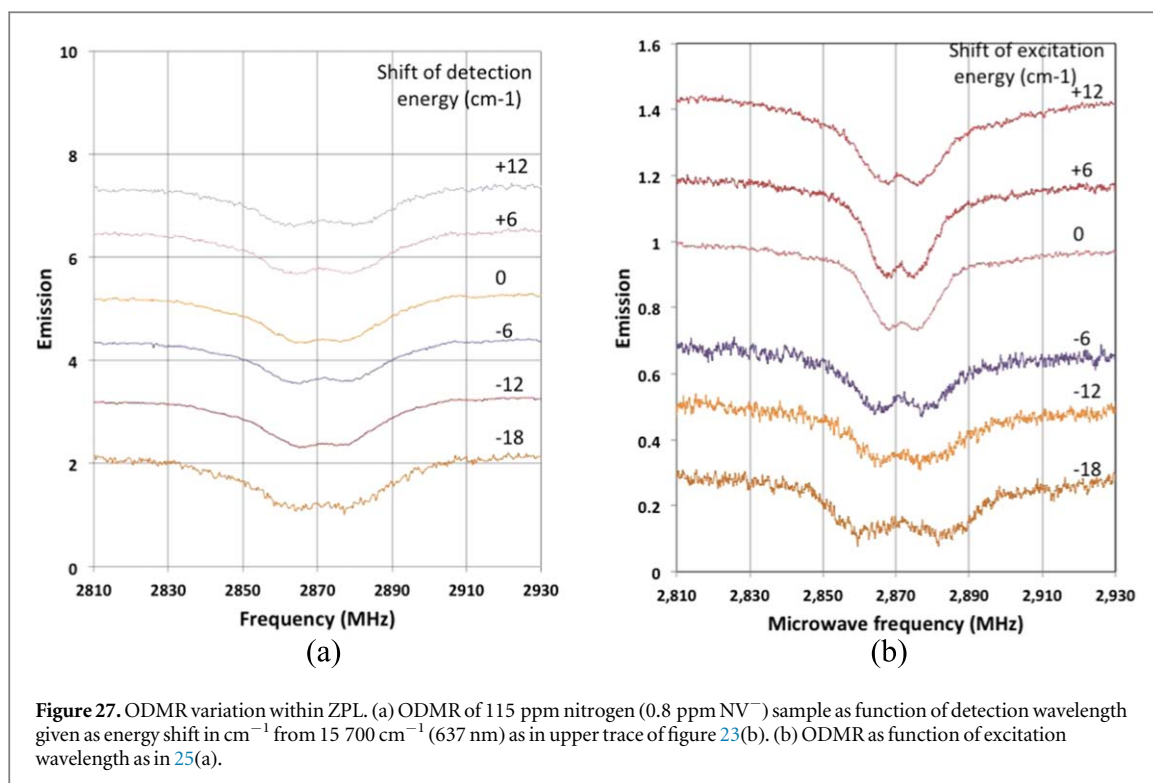 10
8
6
4
2
0
Emission
Shift of detection
energy (cm-1)
+12
+6
0
-6
-12
-18
2810 2830 2850 2870 2890 2910 2930
Frequency (MHz)
(a)
1.6
1.4
1.2
1
0.8
0.6
0.4
0.2
0
Emission
Shift of excitation
energy (cm-1)
+12
+6
0
-6
-12
-18
2,810 2,830 2,850 2,870 2,890 2,910 2,930
Microwave frequency (MHz)
(b)
Figure 27. ODMR variation within ZPL. (a) ODMR of 115 ppm nitrogen (0.8 ppm NV⁻) sample as function of detection wavelength
given as energy shift in cm⁻¹ from 15 700 cm⁻¹ (637 nm) as in upper trace of figure 23(b). (b) ODMR as function of excitation
wavelength as in 25(a).